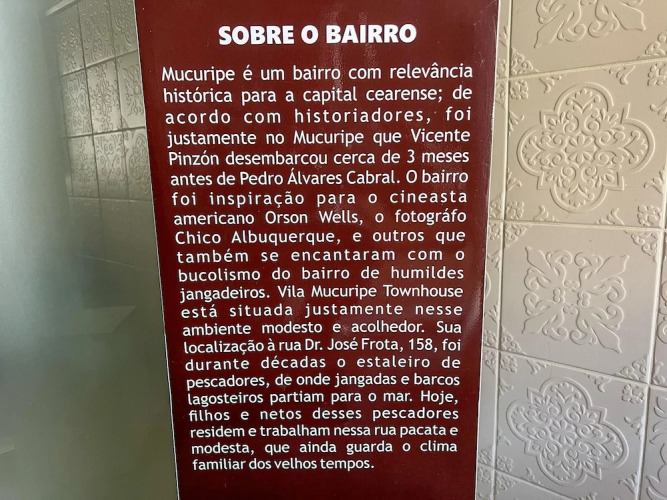 SOBRE O BAIRRO
Mucuripe é um bairro com relevância
histórica para a capital cearense; de
acordo com historiadores, foi
justamente no Mucuripe que Vicente
Pinzón desembarcou cerca de 3 meses
antes de Pedro Álvares Cabral. O bairro
foi inspiração para o cineasta
americano Orson Wells, o fotográfo
Chico Albuquerque, e outros que
também se encantaram com o
bucolismo do bairro de humildes
jangadeiros. Vila Mucuripe Townhouse
está situada justamente nesse
ambiente modesto e acolhedor. Sua
localização à rua Dr. José Frota, 158, foi
durante décadas o estaleiro de
pescadores, de onde jangadas e barcos
lagosteiros partiam para o mar. Hoje,
filhos e netos desses pescadores
residem e trabalham nessa rua pacata e
modesta, que ainda guarda o clima
familiar dos velhos tempos.